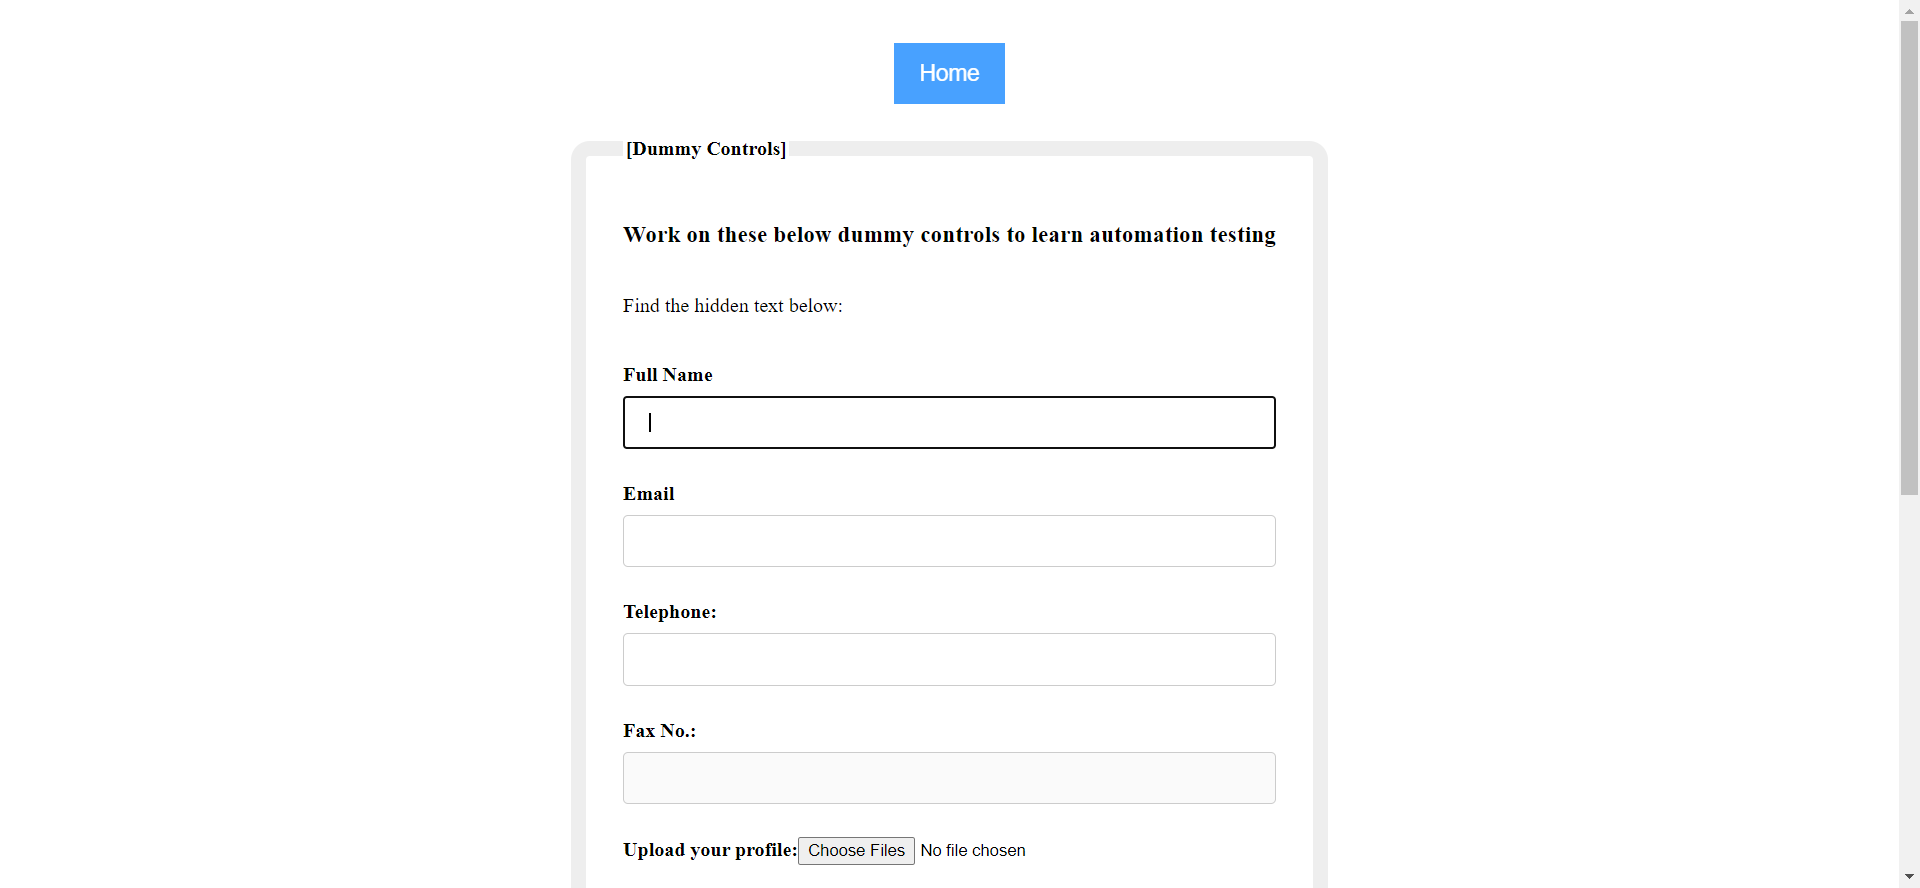 Home
[Dummy Controls]
Work on these below dummy controls to learn automation testing
Find the hidden text below:
Full Name
Email
Telephone:
Fax No.:
Upload your profile: Choose Files No file chosen